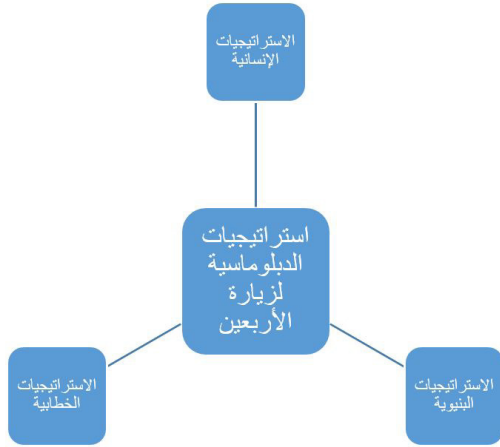 الاستراتيجيات
الإنسانية
استراتيجيات
الدبلوماسية
لزيارة
الأربعين
الاستراتيجيات
البنيوية
الاستراتيجيات
الخطابية